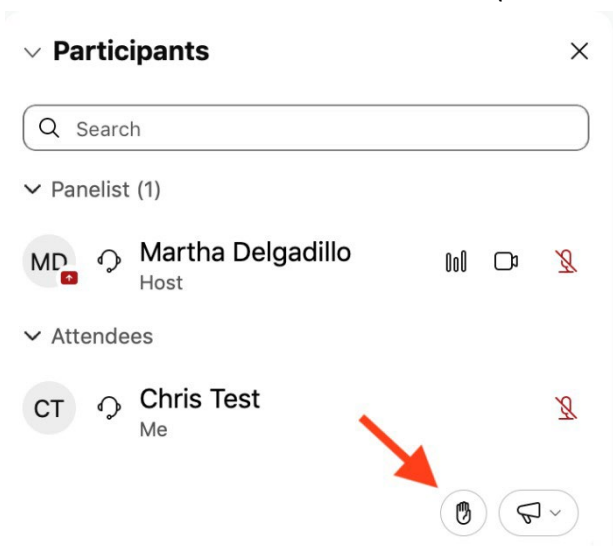 Participants
Search
Panelist (1)
MD
Martha Delgadillo
Host
Attendees
CT
Chris Test
Me